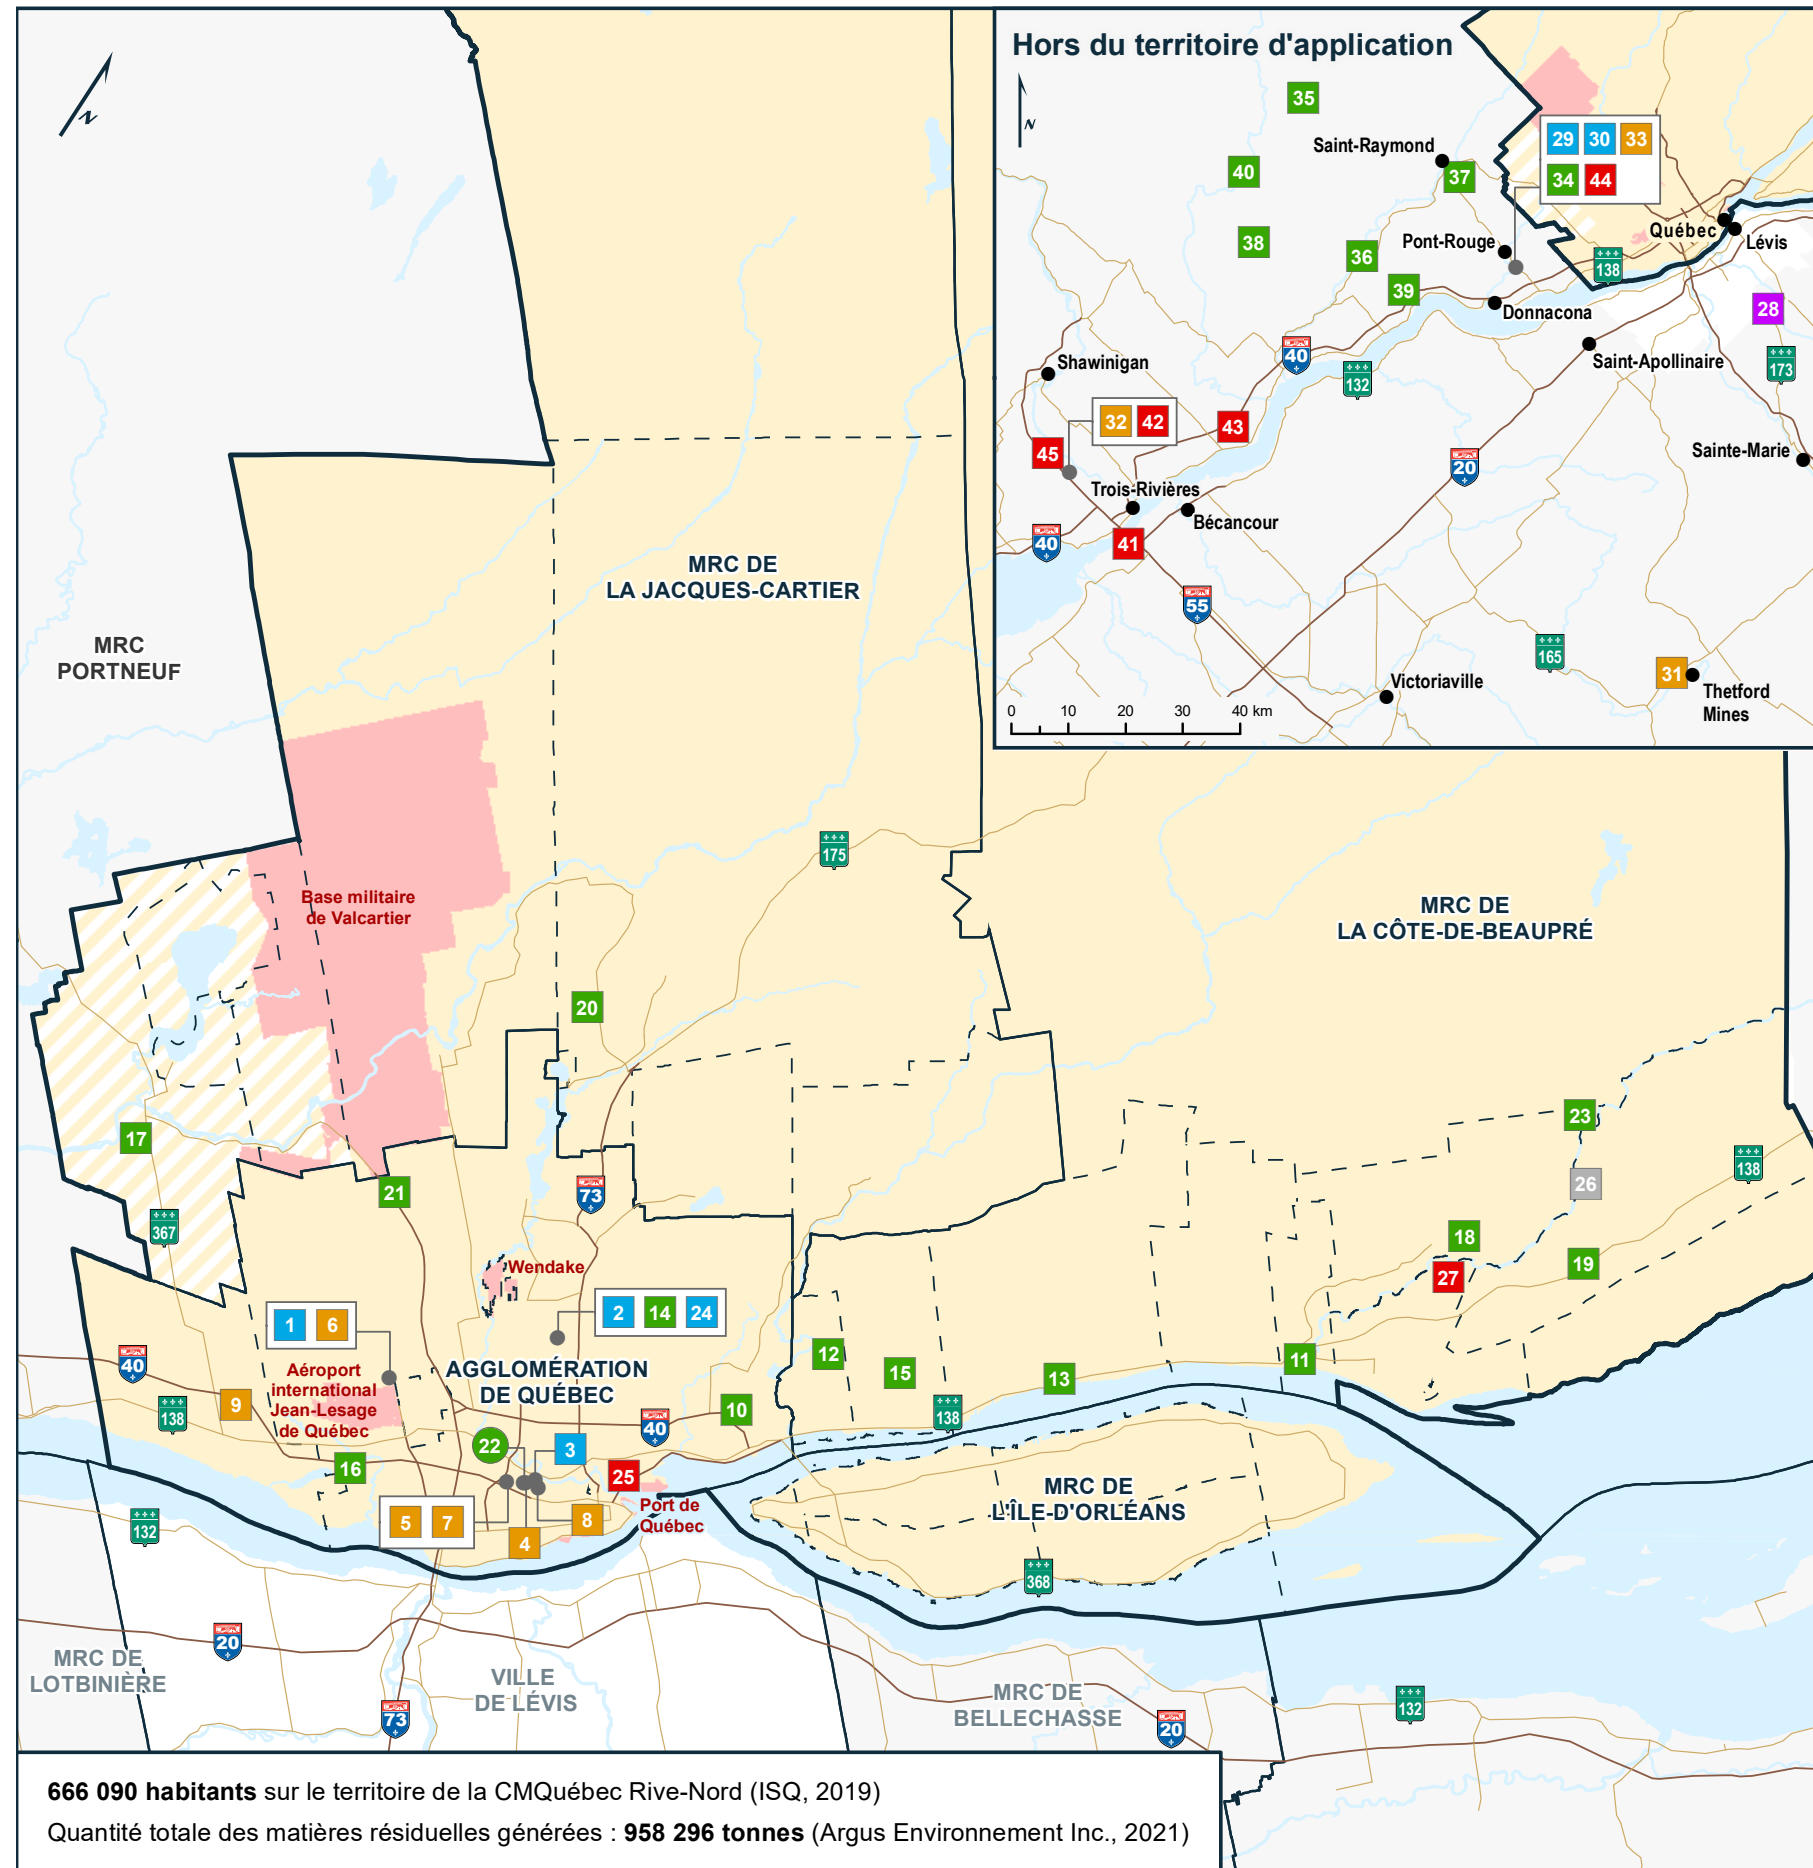 Hors du territoire d'application
N
N
35
Saint-Raymond
37
40
38
36
39
Pont-Rouge
29 30 33
34 44
Québec
Lévis
138
28
Donnacona
Saint-Apollinaire
173
40
132
Shawinigan
32 42
43
45
Trois-Rivières
Bécancour
40
41
20
Sainte-Marie
55
165
31
Thetford
Mines
Victoriaville
0 10 20 30 40 km
MRC DE
LA JACQUES-CARTIER
MRC
PORTNEUF
175
Base militaire
de Valcartier
MRC DE
LA CÔTE-DE-BEAUPRÉ
20
17
21
73
367
23
138
26
18
19
27
Wendake
1 6
2 14 24
40
138
9
Aéroport
international
Jean-Lesage
de Québec
AGGLOMÉRATION
DE QUÉBEC
12
15
13
11
10
138
40
22
3
16
25
Port de
Québec
5 7
4
8
MRC DE
L'ÎLE-D'ORLÉANS
368
132
20
MRC DE
LOTBINIÈRE
VILLE
DE LÉVIS
73
MRC DE
BELLECHASSE
20
132
666 090 habitants sur le territoire de la CMQuébec Rive-Nord (ISQ, 2019)
Quantité totale des matières résiduelles générées : 958 296 tonnes (Argus Environnement Inc., 2021)